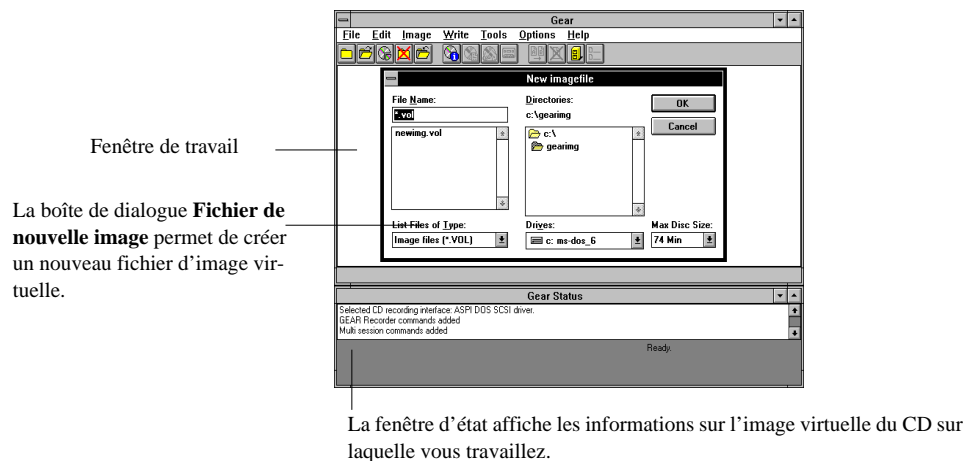 Gear
File Edit Image Write Tools Options Help
New imagefile
File Name:
*.vol
newimg.vol
Directories:
c:\gearimg
c:\
gearimg
OK
Cancel
List Files of Type:
Image files (*.VOL)
Drives:
c: ms-dos_6
Max Disc Size:
74 Min
Fenêtre de travail
La boîte de dialogue Fichier de
nouvelle image permet de créer
un nouveau fichier d'image vir-
tuelle.
Gear Status
Selected CD recording interface: ASPI DOS SCSI driver.
GEAR Recorder commands added
Multi session commands added
Ready.
La fenêtre d'état affiche les informations sur l'image virtuelle du CD sur
laquelle vous travaillez.